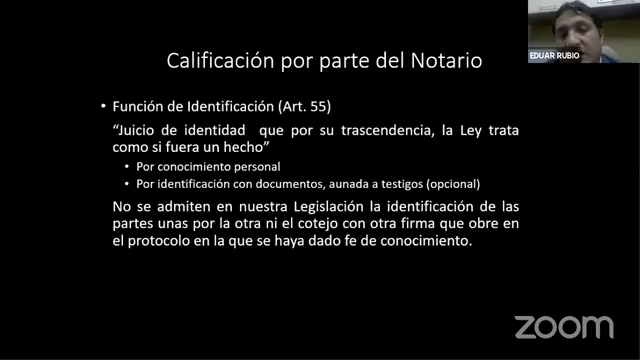 EDUAR RUBIO
Calificación por parte del Notario
• Función de Identificación (Art. 55)
“Juicio de identidad que por su trascendencia, la Ley trata
como si fuera un hecho”
• Por conocimiento personal
• Por identificación con documentos, aunada a testigos (opcional)
No se admiten en nuestra Legislación la identificación de las
partes unas por la otra ni el cotejo con otra firma que obre en
el protocolo en la que se haya dado fe de conocimiento.
zoom